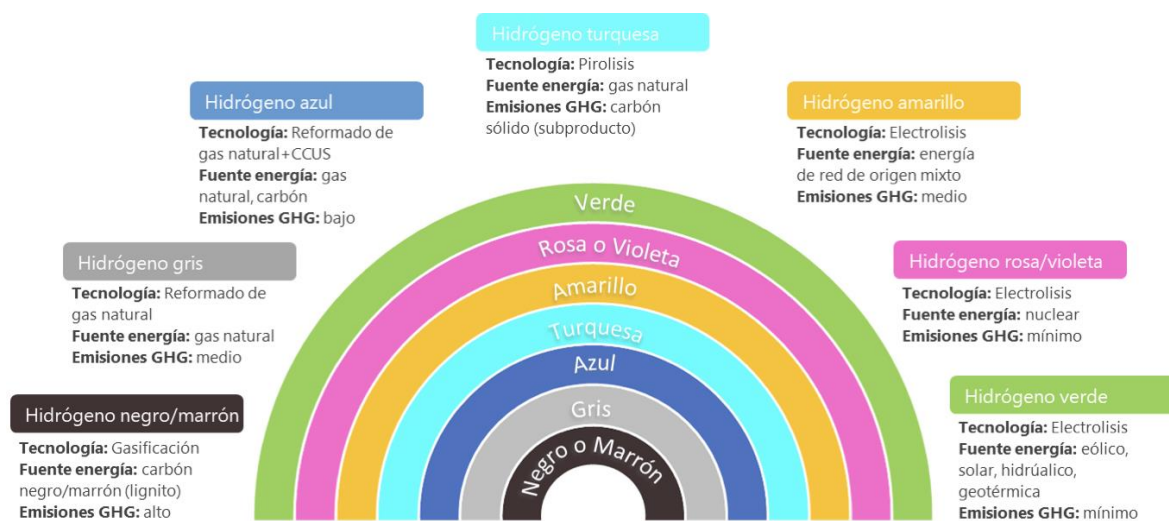 Hidrógeno turquesa
Tecnología: Pirolisis
Fuente energía: gas natural
Emisiones GHG: carbón
sólido (subproducto)
Hidrógeno azul
Tecnología: Reformado de
gas natural+CCUS
Fuente energía: gas
natural, carbón
Emisiones GHG: bajo
Hidrógeno amarillo
Tecnología: Electrolisis
Fuente energía: energía
de red de origen mixto
Emisiones GHG: medio
Hidrógeno gris
Tecnología: Reformado de
gas natural
Fuente energía: gas natural
Emisiones GHG: medio
Hidrógeno rosa/violeta
Tecnología: Electrolisis
Fuente energía: nuclear
Emisiones GHG: mínimo
Hidrógeno negro/marrón
Tecnología: Gasificación
Fuente energía: carbón
negro/marrón (lignito)
Emisiones GHG: alto
Hidrógeno verde
Tecnología: Electrolisis
Fuente energía: eólico,
solar, hidrúalico,
geotérmica
Emisiones GHG: mínimo
Verde
Rosa o Violeta
Amarillo
Turquesa
Azul
Gris
Negro o Marrón